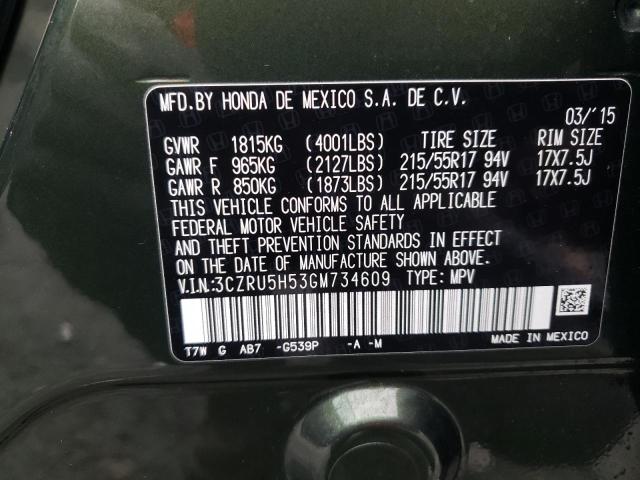 MFD.BY HONDA DE MEXICO S.A. DE C.V.
03/'15
GVWR 1815KG (4001LBS) TIRE SIZE RIM SIZE
GAWR F 965KG (2127LBS) 215/55R17 94V 17X7.5J
GAWR R 850KG (1873LBS) 215/55R17 94V 17X7.5J
THIS VEHICLE CONFORMS TO ALL APPLICABLE
FEDERAL MOTOR VEHICLE SAFETY
AND THEFT PREVENTION STANDARDS IN EFFECT
ON DATE OF MANUFACTURE SHOWN ABOVE.
V.I.N:3CZRU5H53GM734609 TYPE: MPV
T7W G AB7 -G539P -A -M MADE IN MEXICO